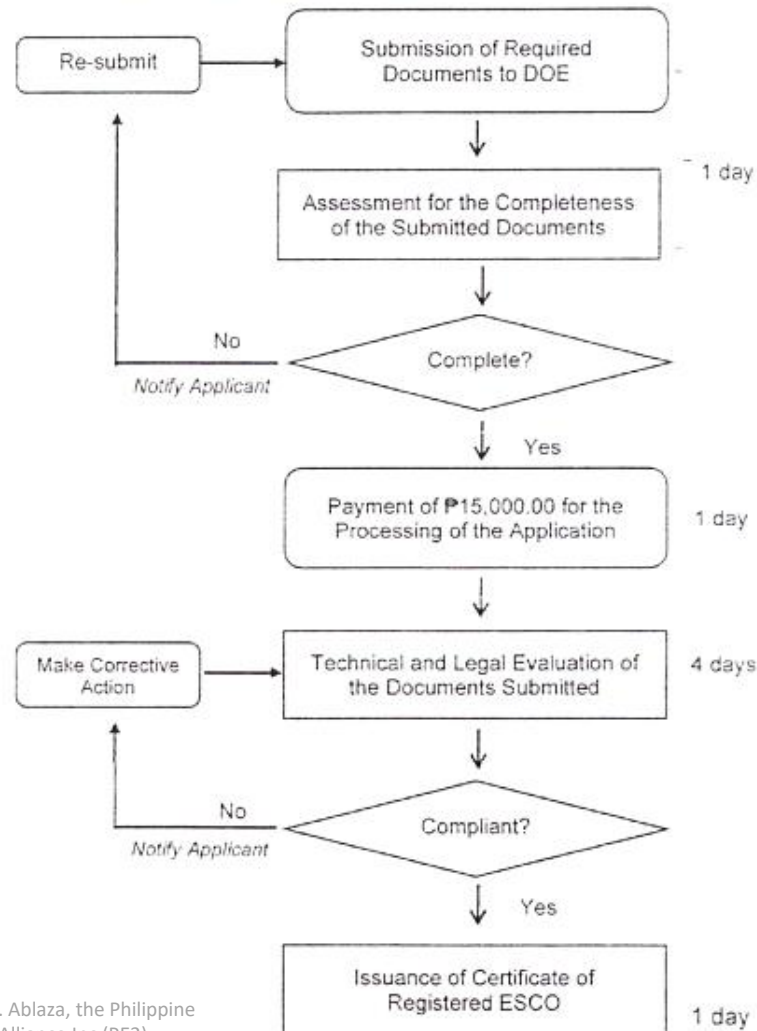 Re-submit
Submission of Required
Documents to DOE
1 day
Assessment for the Completeness
of the Submitted Documents
No
Notify Applicant
Complete?
Yes
Payment of ₱15,000.00 for the
Processing of the Application
1 day
Make Corrective
Action
Technical and Legal Evaluation of
the Documents Submitted
4 days
No
Notify Applicant
Compliant?
Yes
Issuance of Certificate of
Registered ESCO
1 day
. Ablaza, the Philippine